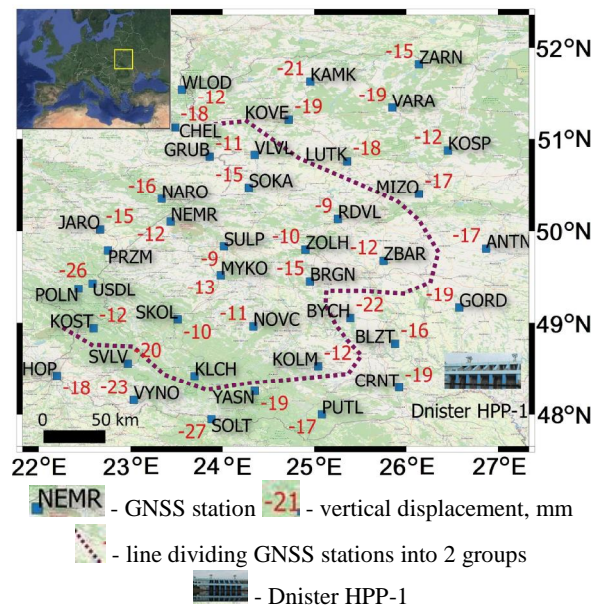 ZARN
52°N
-15
KAMK
-21
WLOD
-12
VARA
-19
KOVE
-19
-18
CHEL
51°N
GRUB
-11
VLVL
LUTK
-18
-12
KOSP
-15
SOKA
MIZO
-17
-16
NARO
-9
RDVL
NEMR
JARO
-15
-12
PRZM
SULP
-10
ZOLH
-12
ZBAR
-17
ANTN
50°N
-9
MYKO
13
-15
BRGN
-26
POLN
USDL
-19
GORD
BYCH
-22
SKOL
-10
-11
NOVC
KOST
-12
BLZT
-16
49°N
SVLV
-20
KLCH
KOLM
-12
HOP
-18
-23
VYNO
YASN
-19
CRNT
-19
Dnister HPP-1
0 50 km
-27
SOLT
-17
PUTL
48°N
22°E 23°E 24°E 25°E 26°E 27°E
NEMR - GNSS station -21 - vertical displacement, mm
- line dividing GNSS stations into 2 groups
- Dnister HPP-1